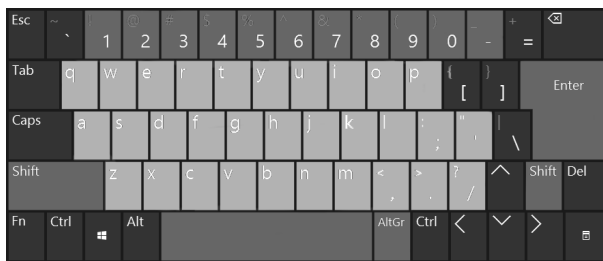 Esc ~ ` ! 1 @ 2 # 3 $ 4 % 5 ^ 6 & 7 * 8 ( 9 ) 0 _ - + =
Tab q w e r t y u i o p { [ } ] Enter
Caps a s d f g h j k l : ; " ' | \
Shift z x c v b n m < , > . ? / Shift Del
Fn Ctrl Alt AltGr Ctrl